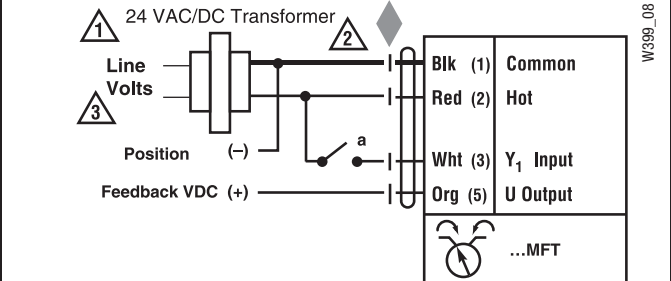 1 24 VAC/DC Transformer
2
W399_08
Line
Volts
3
Blk (1) Common
Red (2) Hot
a
Position (–)
Wht (3) Y1 Input
Feedback VDC (+)
Org (5) U Output
...MFT